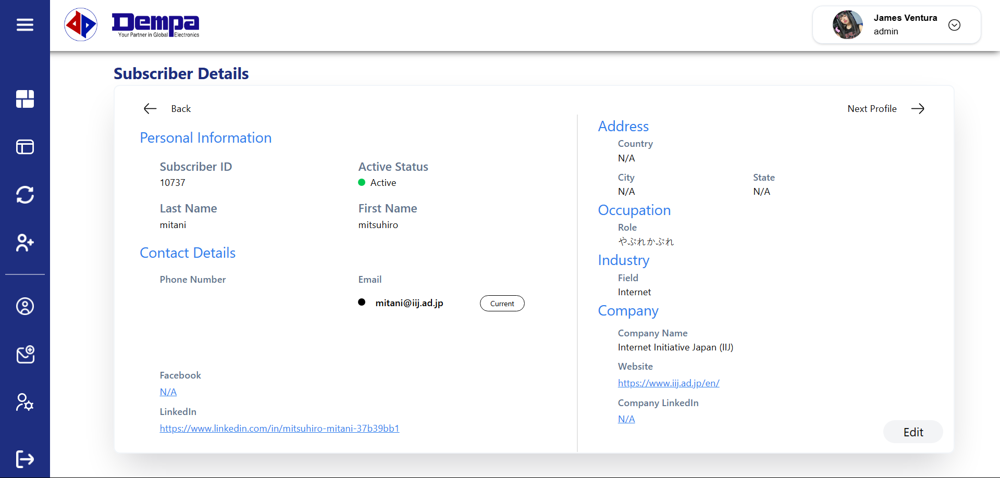 Dempa
Your Partner in Global Electronics
James Ventura
admin
Subscriber Details
Back
Next Profile
Personal Information
Subscriber ID
10737
Active Status
Active
Last Name
mitani
First Name
mitsuhiro
Contact Details
Phone Number
Email
mitani@iij.ad.jp
Current
Facebook
N/A
LinkedIn
https://www.linkedin.com/in/mitsuhiro-mitani-37b39bb1
Address
Country
N/A
City
N/A
State
N/A
Occupation
Role
やぶれかぶれ
Industry
Field
Internet
Company
Company Name
Internet Initiative Japan (IIJ)
Website
https://www.iij.ad.jp/en/
Company LinkedIn
N/A
Edit